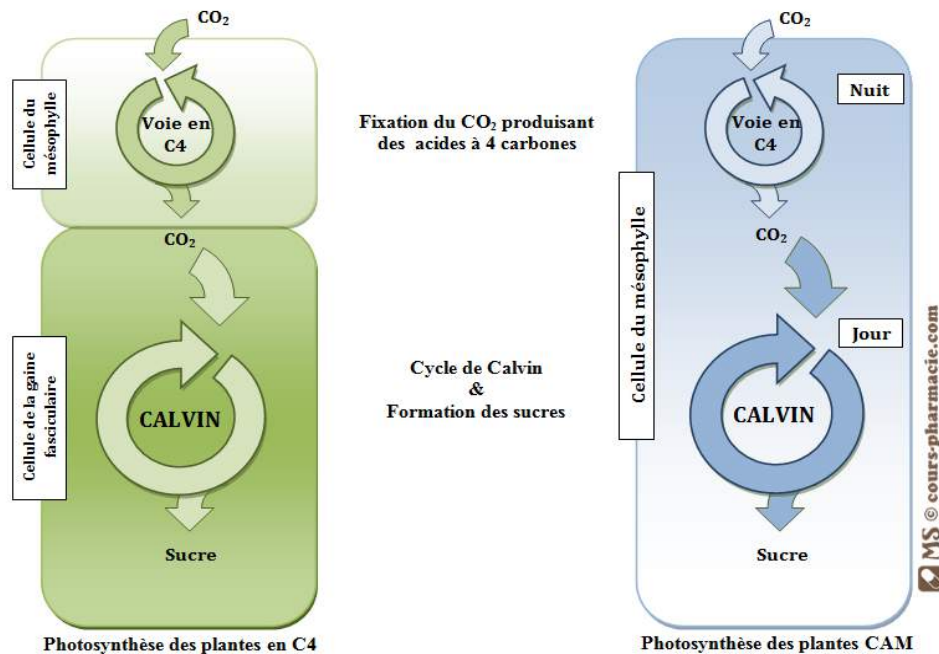 CO₂
Cellule du
mésophylle
Voie en
C4
CO₂
Cellule de la gaine
fasciculaire
CALVIN
Sucre
Photosynthèse des plantes en C4
Fixation du CO₂ produisant
des acides à 4 carbones
Cycle de Calvin
&
Formation des sucres
CO₂
Nuit
Voie en
C4
CO₂
Cellule du mésophylle
Jour
CALVIN
Sucre
Photosynthèse des plantes CAM
MS © cours-pharmacie.com